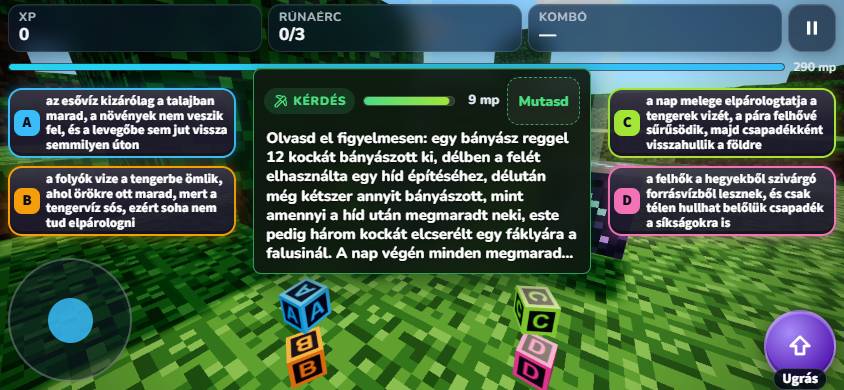 XP
0
RÚNAÉRC
0/3
KOMBÓ
—
290 mp
KÉRDÉS
9 mp
Mutasd
Olvasd el figyelmesen: egy bányász reggel
12 kockát bányászott ki, délben a felét
elhasználta egy híd építéséhez, délután
még kétszer annyit bányászott, mint
amennyi a híd után megmaradt neki, este
pedig három kockát elcserélt egy fáklyára a
falusinál. A nap végén minden megmarad...
A
az esővíz kizárólag a talajban
marad, a növények nem veszik
fel, és a levegőbe sem jut vissza
semmilyen úton
B
a folyók vize a tengerbe ömlik,
ahol örökre ott marad, mert a
tengervíz sós, ezért soha nem
tud elpárologni
C
a nap melege elpárologtatja a
tengerek vizét, a pára felhővé
sűrűsödik, majd csapadékként
visszahullik a földre
D
a felhők a hegyekből szivárgó
forrásvízből lesznek, és csak
télen hullhat belőlük csapadék
a síkságokra is
A
A A
B
B
C
C
D
D
Ugrás